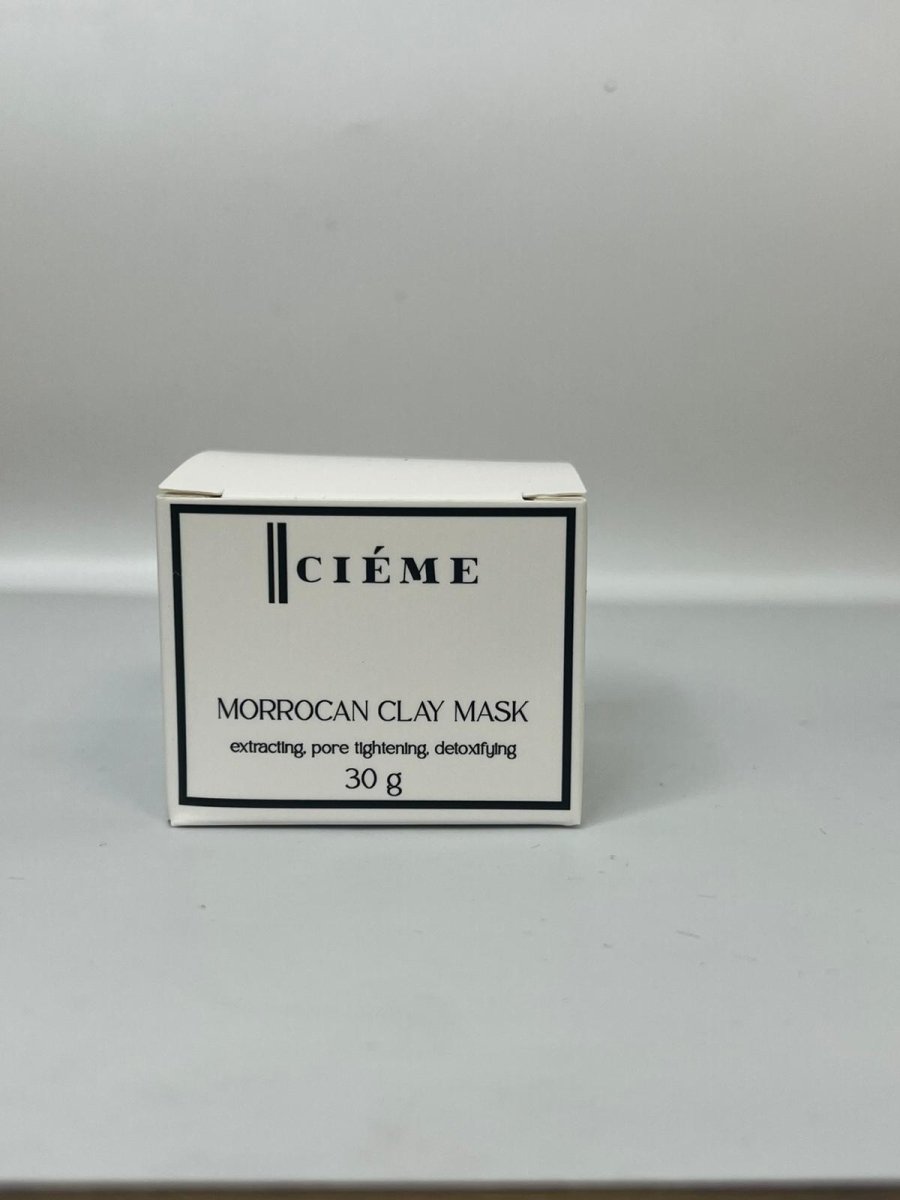 CIÉME
MORROCAN CLAY MASK
extracting, pore tightening, detoxifying
30 g